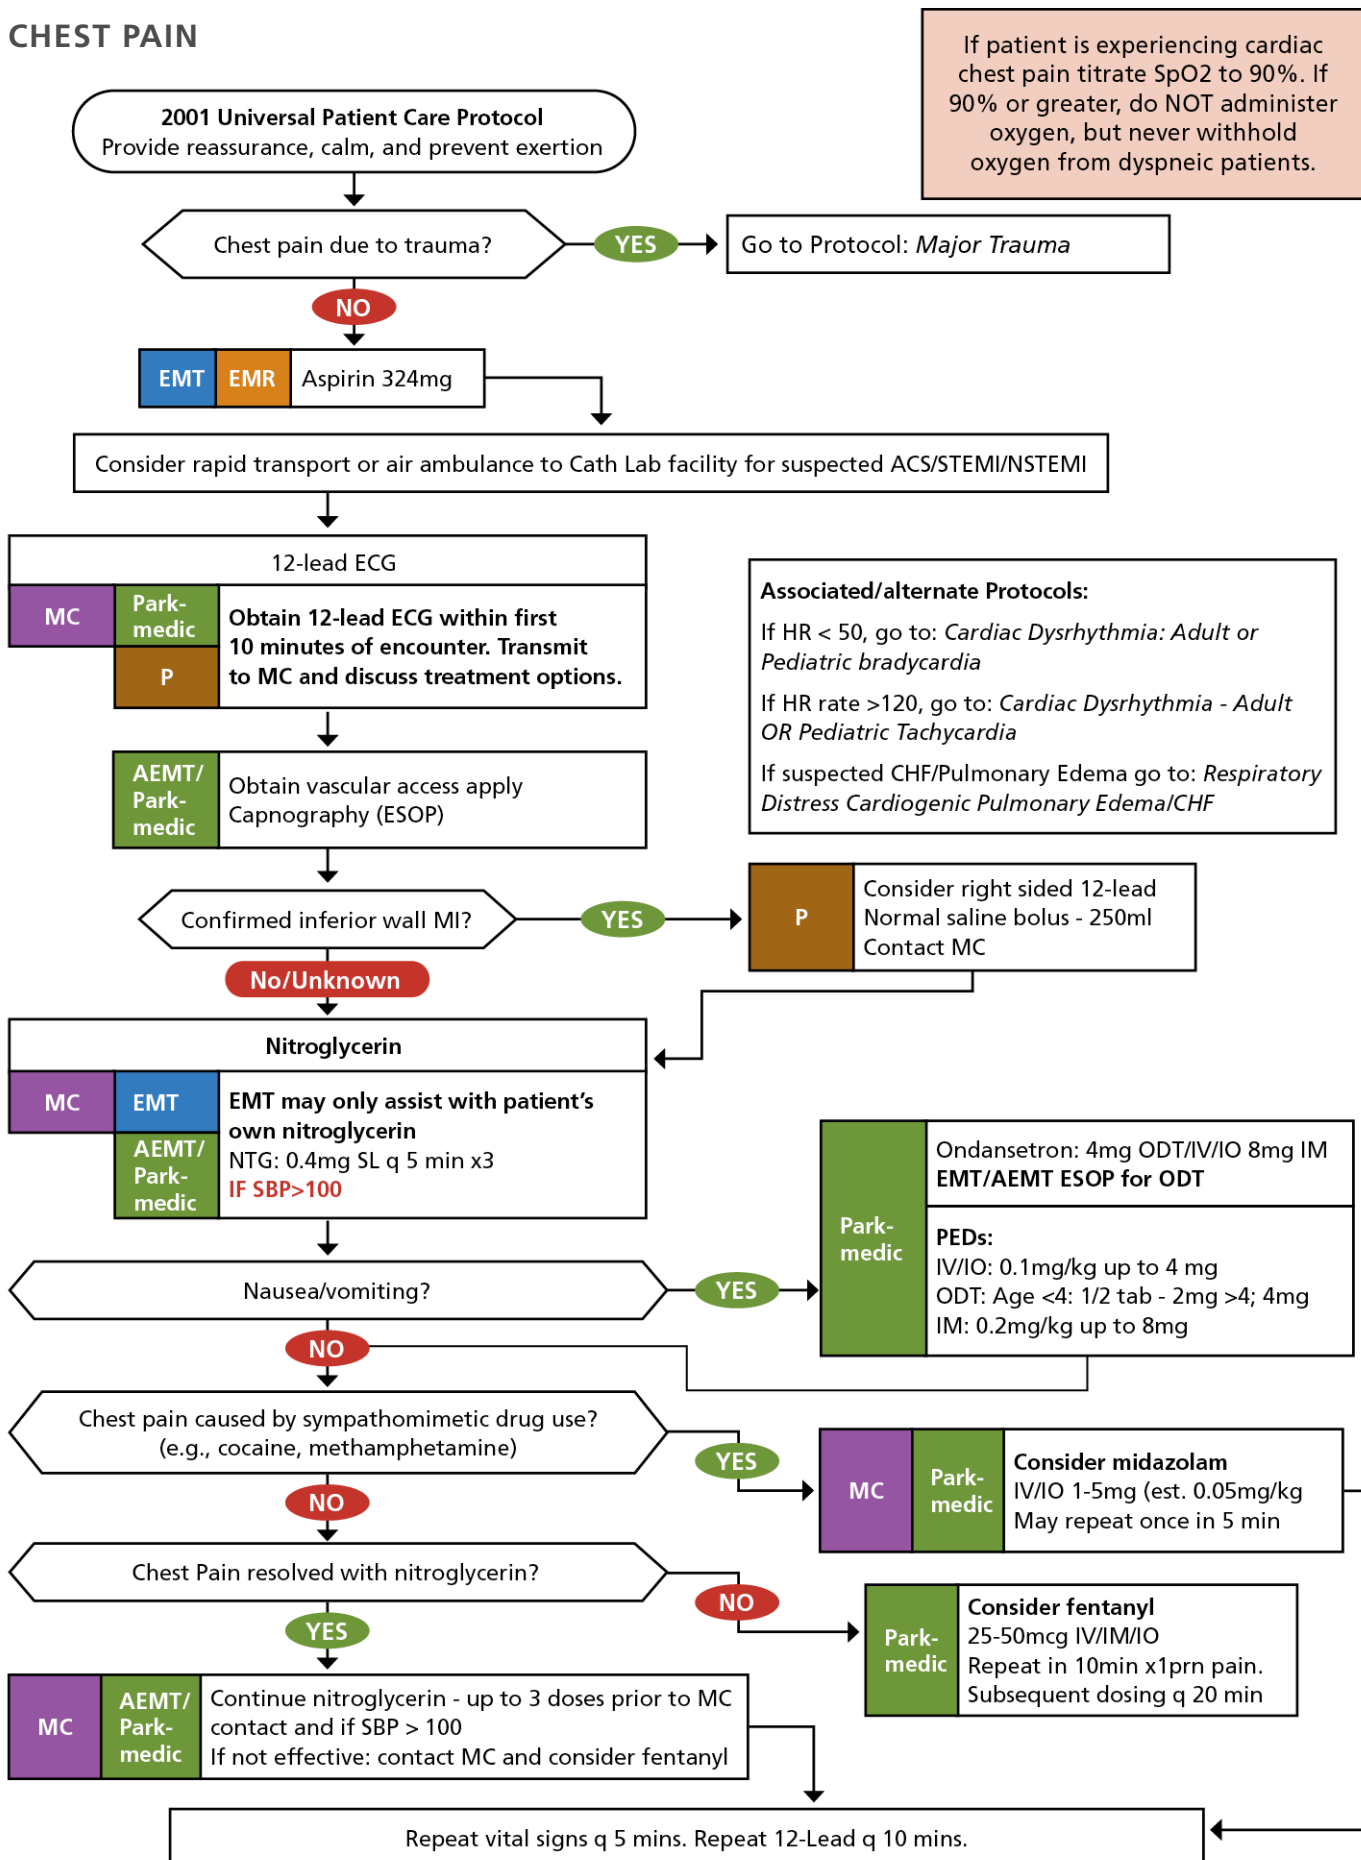 CHEST PAIN
If patient is experiencing cardiac
chest pain titrate SpO2 to 90%. If
90% or greater, do NOT administer
oxygen, but never withhold
oxygen from dyspneic patients.
2001 Universal Patient Care Protocol
Provide reassurance, calm, and prevent exertion
Chest pain due to trauma?
YES
Go to Protocol: Major Trauma
NO
EMT
EMR
Aspirin 324mg
Consider rapid transport or air ambulance to Cath Lab facility for suspected ACS/STEMI/NSTEMI
12-lead ECG
MC
Park-
medic
P
Obtain 12-lead ECG within first
10 minutes of encounter. Transmit
to MC and discuss treatment options.
Associated/alternate Protocols:
If HR < 50, go to: Cardiac Dysrhythmia: Adult or
Pediatric bradycardia
If HR rate >120, go to: Cardiac Dysrhythmia - Adult
OR Pediatric Tachycardia
If suspected CHF/Pulmonary Edema go to: Respiratory
Distress Cardiogenic Pulmonary Edema/CHF
AEMT/
Park-
medic
Obtain vascular access apply
Capnography (ESOP)
Confirmed inferior wall MI?
YES
P
Consider right sided 12-lead
Normal saline bolus - 250ml
Contact MC
No/Unknown
Nitroglycerin
MC
EMT
AEMT/
Park-
medic
EMT may only assist with patient's
own nitroglycerin
NTG: 0.4mg SL q 5 min x3
IF SBP>100
Nausea/vomiting?
YES
Park-
medic
Ondansetron: 4mg ODT/IV/IO 8mg IM
EMT/AEMT ESOP for ODT
PEDs:
IV/IO: 0.1mg/kg up to 4 mg
ODT: Age <4: 1/2 tab - 2mg >4; 4mg
IM: 0.2mg/kg up to 8mg
NO
Chest pain caused by sympathomimetic drug use?
(e.g., cocaine, methamphetamine)
YES
MC
Park-
medic
Consider midazolam
IV/IO 1-5mg (est. 0.05mg/kg
May repeat once in 5 min
NO
Chest Pain resolved with nitroglycerin?
NO
Park-
medic
Consider fentanyl
25-50mcg IV/IM/IO
Repeat in 10min x1prn pain.
Subsequent dosing q 20 min
YES
MC
AEMT/
Park-
medic
Continue nitroglycerin - up to 3 doses prior to MC
contact and if SBP > 100
If not effective: contact MC and consider fentanyl
Repeat vital signs q 5 mins. Repeat 12-Lead q 10 mins.